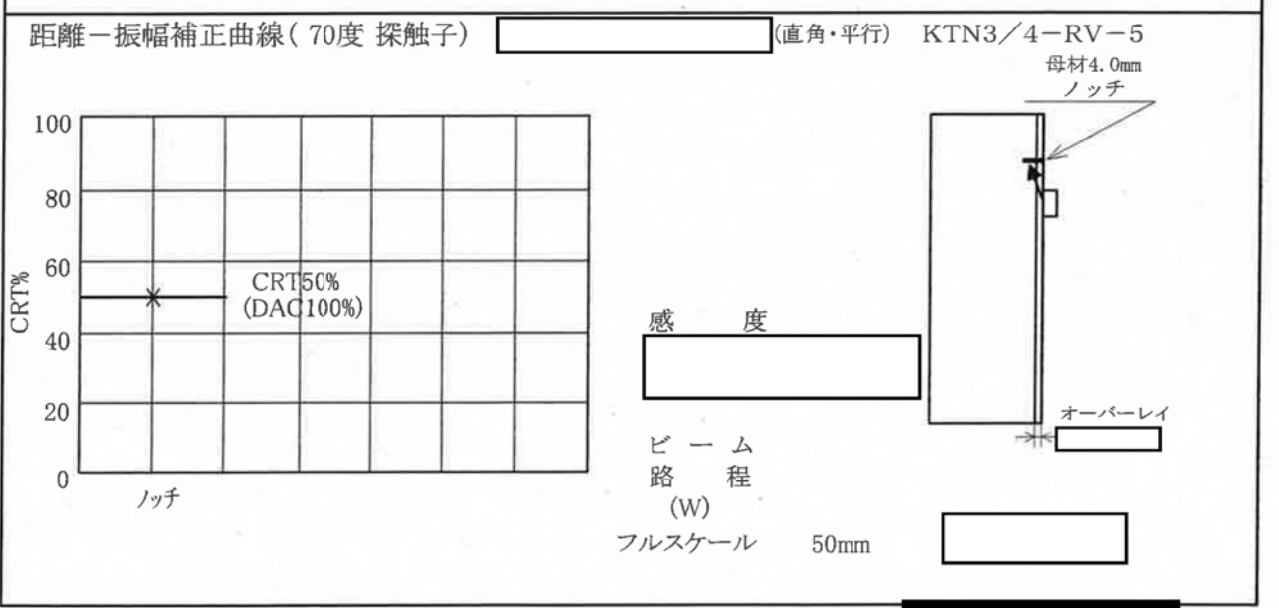 距離－振幅補正曲線( 70度 探触子) (直角・平行) KTN3／4－RV－5
母材4.0mm
ノッチ
100
80
60
40
20
0
CRT%
CRT50%
(DAC100%)
ノッチ
感 度
ビ ー ム
路 程
(W)
フルスケール 50mm
オーバーレイ